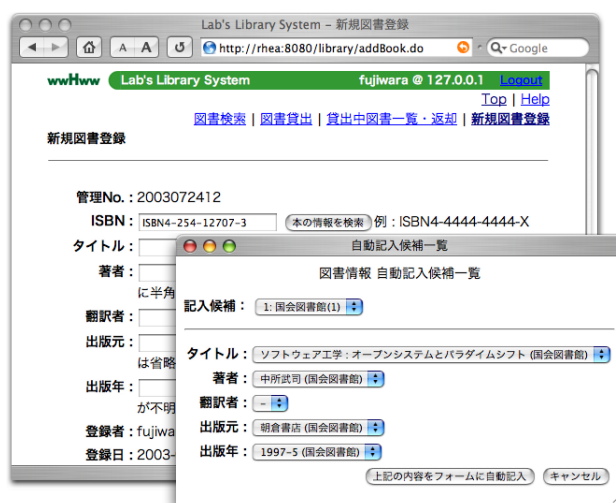 Lab's Library System – 新規図書登録
A A http://rhea:8080/library/addBook.do Google
wwHww Lab's Library System fujiwara @ 127.0.0.1 Logout
Top | Help
図書検索 | 図書貸出 | 貸出中図書一覧・返却 | 新規図書登録
新規図書登録
管理No. : 2003072412
ISBN : ISBN4-254-12707-3 本の情報を検索 例 : ISBN4-4444-4444-X
タイトル :
著者 :
に半角
翻訳者 :
出版元 :
は省略
出版年 :
が不明
登録者 : fujiwa
登録日 : 2003-
自動記入候補一覧
図書情報 自動記入候補一覧
記入候補 : 1: 国会図書館(1)
タイトル : ソフトウェア工学 : オープンシステムとパラダイムシフト (国会図書館)
著者 : 中所武司 (国会図書館)
翻訳者 : –
出版元 : 朝倉書店 (国会図書館)
出版年 : 1997-5 (国会図書館)
上記の内容をフォームに自動記入 キャンセル